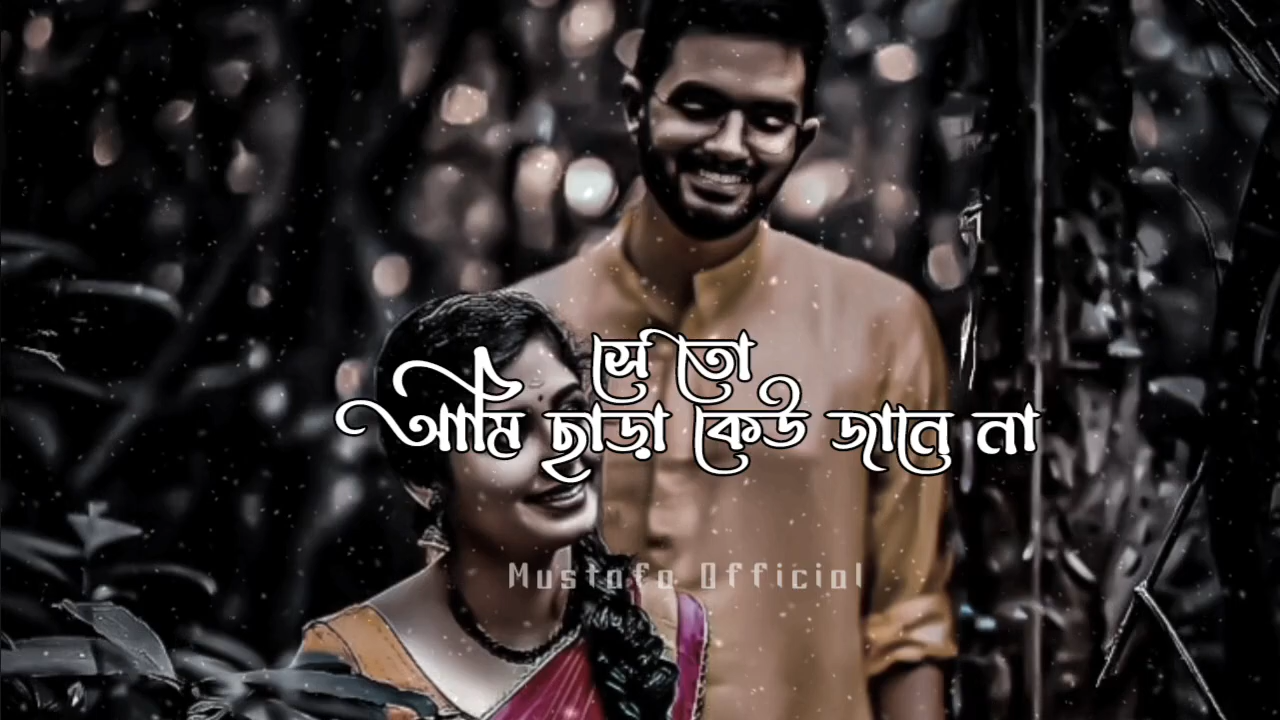 সে তো
আমি ছাড়া কেউ জানে না
Mustafa Official